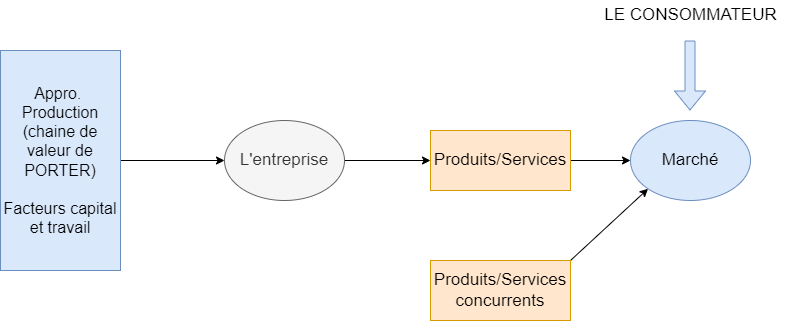 LE CONSOMMATEUR
Appro.
Production
(chaine de
valeur de
PORTER)
Facteurs capital
et travail
L'entreprise
Produits/Services
Marché
Produits/Services
concurrents